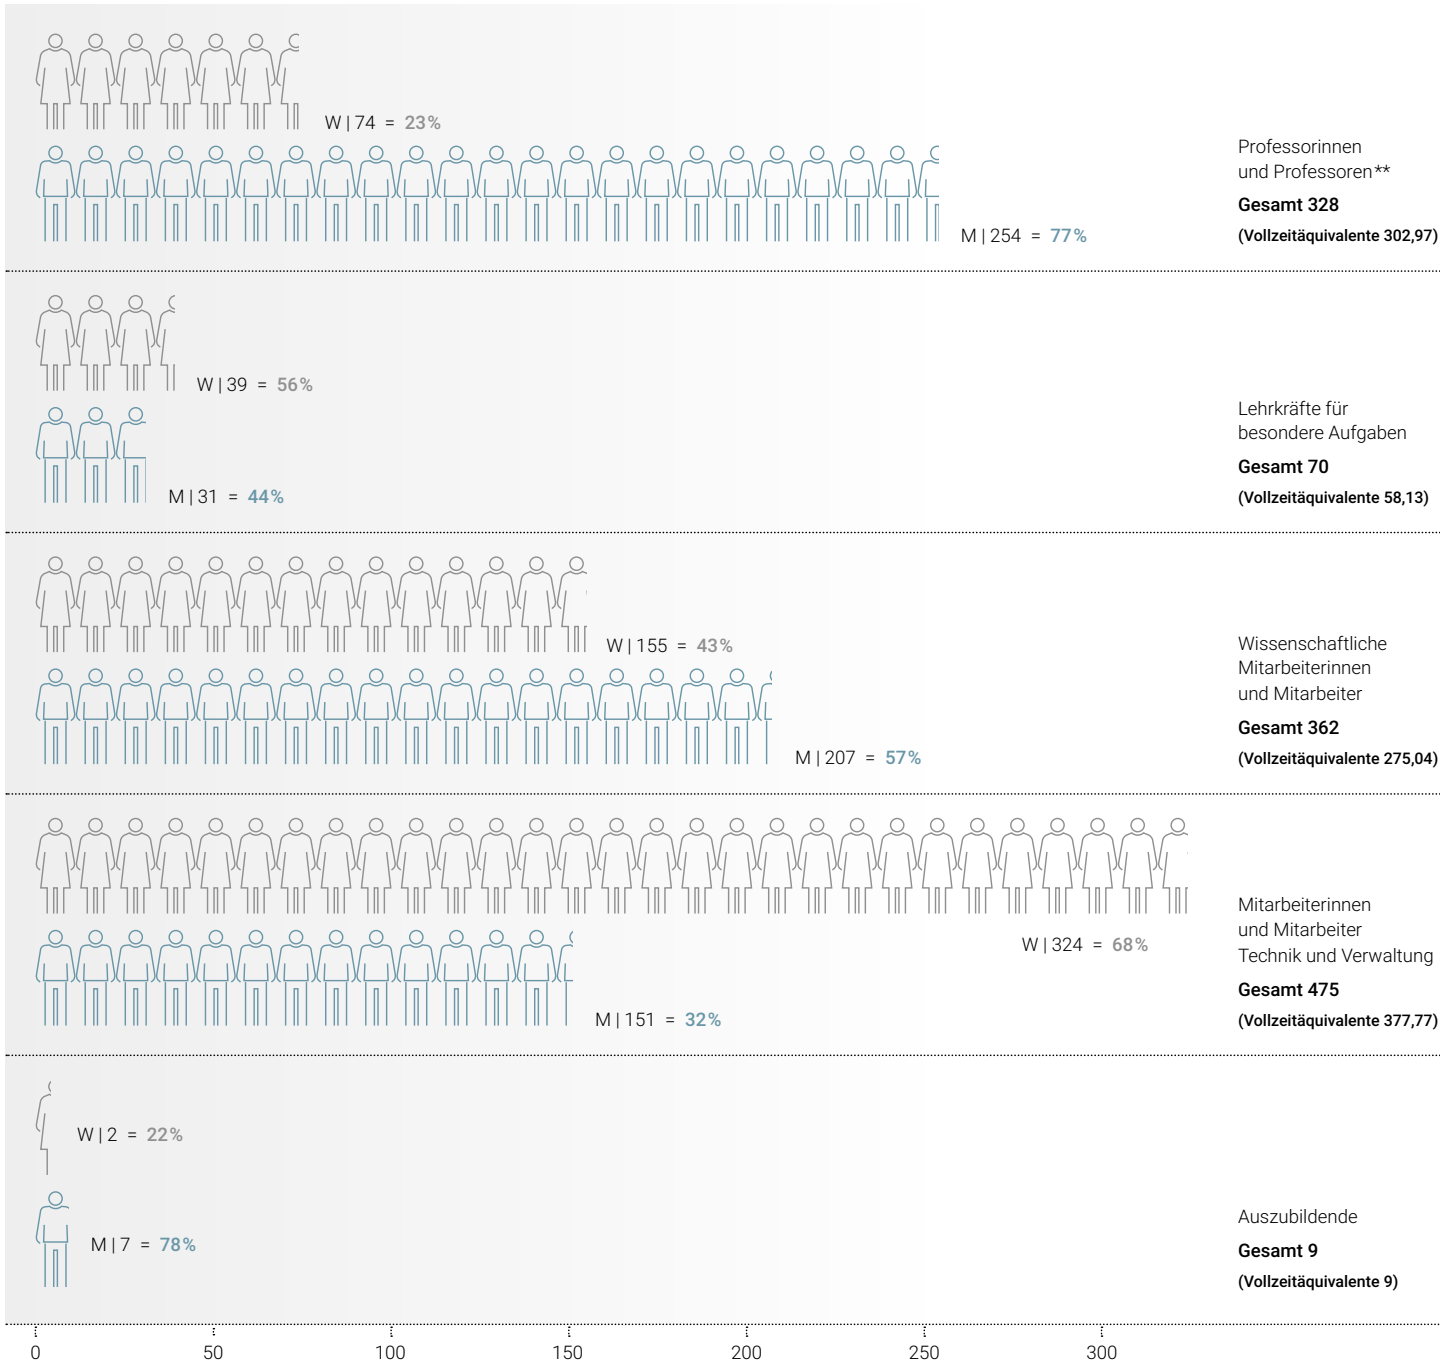 W | 74 = 23%
M | 254 = 77%
Professorinnen
und Professoren**
Gesamt 328
(Vollzeitäquivalente 302,97)
W | 39 = 56%
M | 31 = 44%
Lehrkräfte für
besondere Aufgaben
Gesamt 70
(Vollzeitäquivalente 58,13)
W | 155 = 43%
M | 207 = 57%
Wissenschaftliche
Mitarbeiterinnen
und Mitarbeiter
Gesamt 362
(Vollzeitäquivalente 275,04)
W | 324 = 68%
M | 151 = 32%
Mitarbeiterinnen
und Mitarbeiter
Technik und Verwaltung
Gesamt 475
(Vollzeitäquivalente 377,77)
W | 2 = 22%
M | 7 = 78%
Auszubildende
Gesamt 9
(Vollzeitäquivalente 9)
0 50 100 150 200 250 300